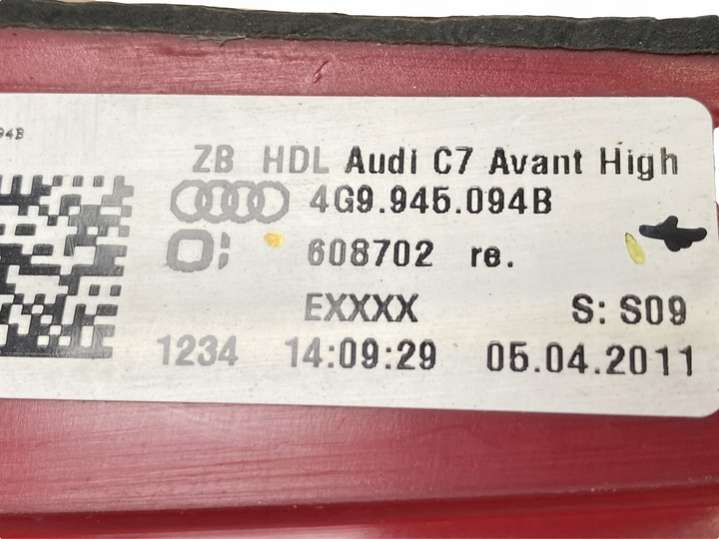 94B
ZB HDL Audi C7 Avant High
4G9.945.094B
608702 re.
EXXXX S: S09
1234 14:09:29 05.04.2011